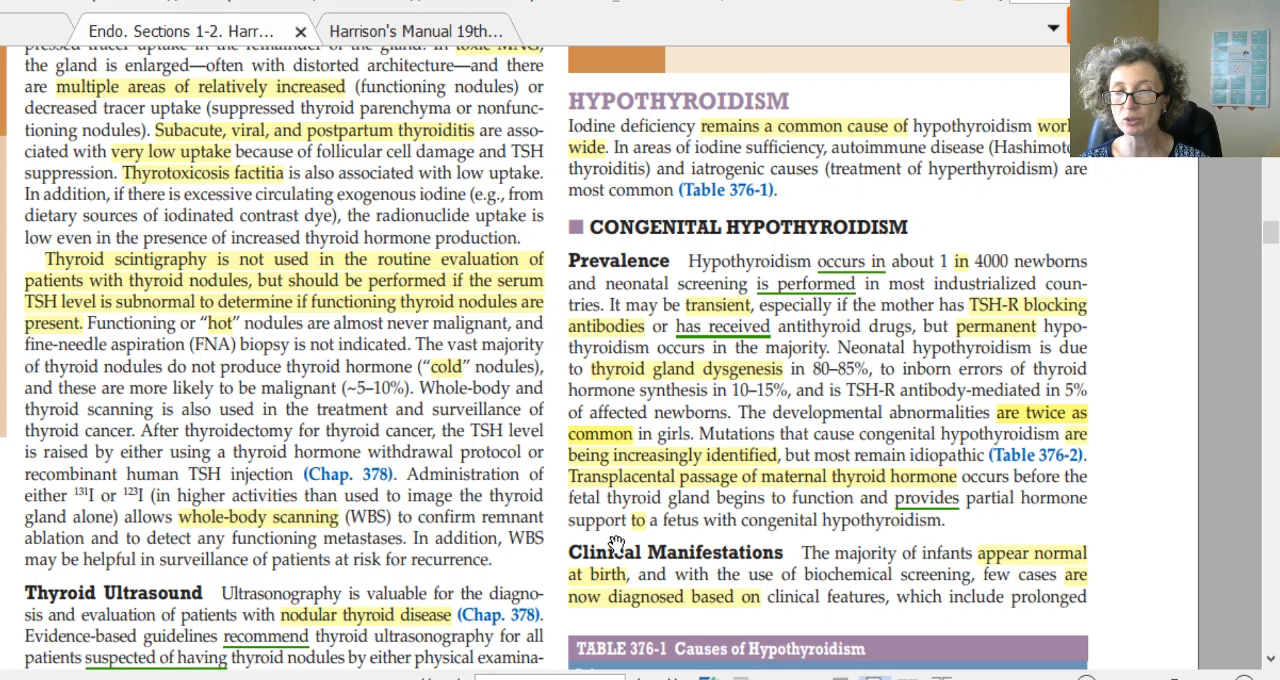 Endo. Sections 1-2. Harr...
Harrison's Manual 19th...
the gland is enlarged—often with distorted architecture—and there
are multiple areas of relatively increased (functioning nodules) or
decreased tracer uptake (suppressed thyroid parenchyma or nonfunc-
tioning nodules). Subacute, viral, and postpartum thyroiditis are asso-
ciated with very low uptake because of follicular cell damage and TSH
suppression. Thyrotoxicosis factitia is also associated with low uptake.
In addition, if there is excessive circulating exogenous iodine (e.g., from
dietary sources of iodinated contrast dye), the radionuclide uptake is
low even in the presence of increased thyroid hormone production.
Thyroid scintigraphy is not used in the routine evaluation of
patients with thyroid nodules, but should be performed if the serum
TSH level is subnormal to determine if functioning thyroid nodules are
present. Functioning or “hot” nodules are almost never malignant, and
fine-needle aspiration (FNA) biopsy is not indicated. The vast majority
of thyroid nodules do not produce thyroid hormone (“cold” nodules),
and these are more likely to be malignant (~5–10%). Whole-body and
thyroid scanning is also used in the treatment and surveillance of
thyroid cancer. After thyroidectomy for thyroid cancer, the TSH level
is raised by either using a thyroid hormone withdrawal protocol or
recombinant human TSH injection (Chap. 378). Administration of
either ¹³¹I or ¹²³I (in higher activities than used to image the thyroid
gland alone) allows whole-body scanning (WBS) to confirm remnant
ablation and to detect any functioning metastases. In addition, WBS
may be helpful in surveillance of patients at risk for recurrence.
Thyroid Ultrasound Ultrasonography is valuable for the diagno-
sis and evaluation of patients with nodular thyroid disease (Chap. 378).
Evidence-based guidelines recommend thyroid ultrasonography for all
patients suspected of having thyroid nodules by either physical examina-
HYPOTHYROIDISM
Iodine deficiency remains a common cause of hypothyroidism
wide. In areas of iodine sufficiency, autoimmune disease
thyroiditis) and iatrogenic causes (treatment of hyperthyroidism) are
most common (Table 376-1).
CONGENITAL HYPOTHYROIDISM
Prevalence Hypothyroidism occurs in about 1 in 4000 newborns
and neonatal screening is performed in most industrialized coun-
tries. It may be transient, especially if the mother has TSH-R blocking
antibodies or has received antithyroid drugs, but permanent hypo-
thyroidism occurs in the majority. Neonatal hypothyroidism is due
to thyroid gland dysgenesis in 80–85%, to inborn errors of thyroid
hormone synthesis in 10–15%, and is TSH-R antibody-mediated in 5%
of affected newborns. The developmental abnormalities are twice as
common in girls. Mutations that cause congenital hypothyroidism are
being increasingly identified, but most remain idiopathic (Table 376-2).
Transplacental passage of maternal thyroid hormone occurs before the
fetal thyroid gland begins to function and provides partial hormone
support to a fetus with congenital hypothyroidism.
Clinical Manifestations The majority of infants appear normal
at birth, and with the use of biochemical screening, few cases are
now diagnosed based on clinical features, which include prolonged
TABLE 376-1 Causes of Hypothyroidism